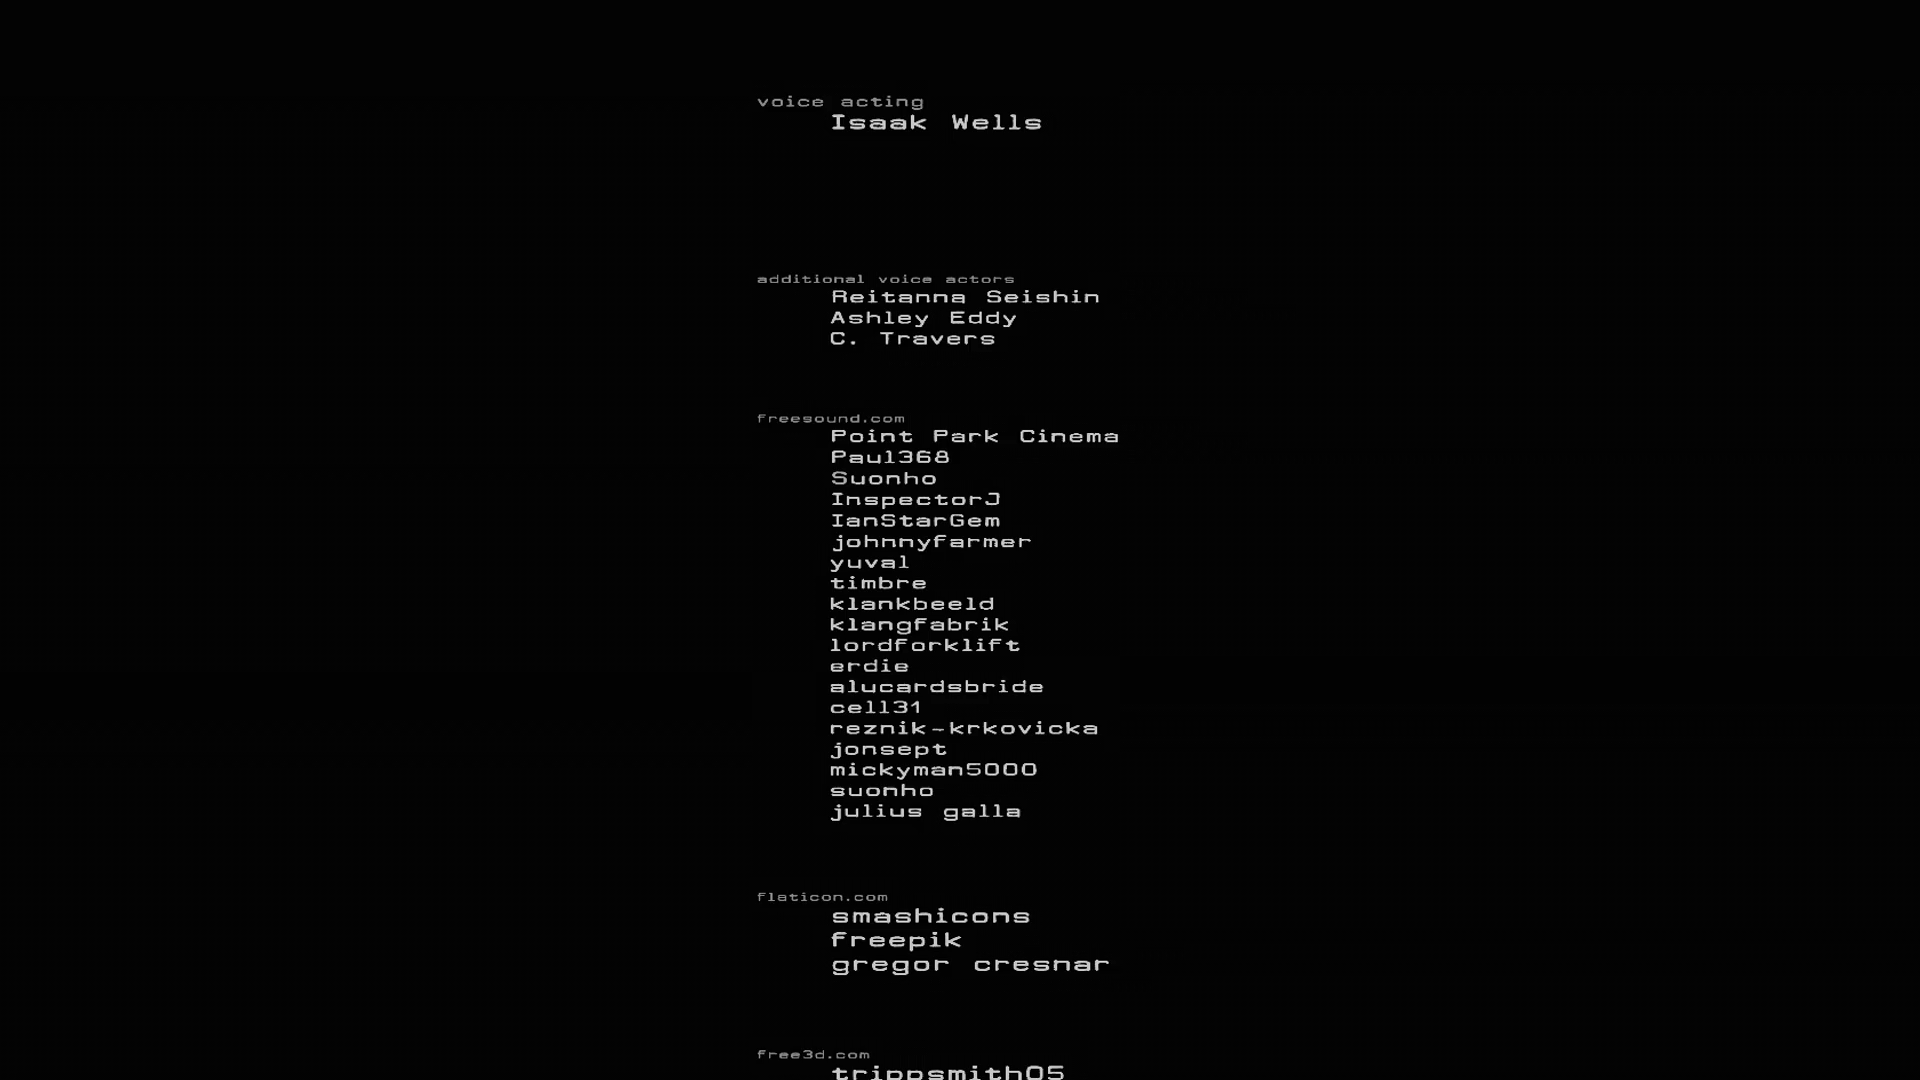 voice acting
Isaak Wells
additional voice actors
Reitanna Seishin
Ashley Eddy
C. Travers
freesound.com
Point Park Cinema
Paul368
Suonho
InspectorJ
IanStarGem
johnnyfarmer
yuval
timbre
klankbeeld
klangfabrik
lordforklift
erdie
alucardsbride
cell31
reznik-krkovicka
jonsept
mickyman5000
suonho
julius galla
flaticon.com
smashicons
freepik
gregor cresnar
free3d.com
trippsmith05